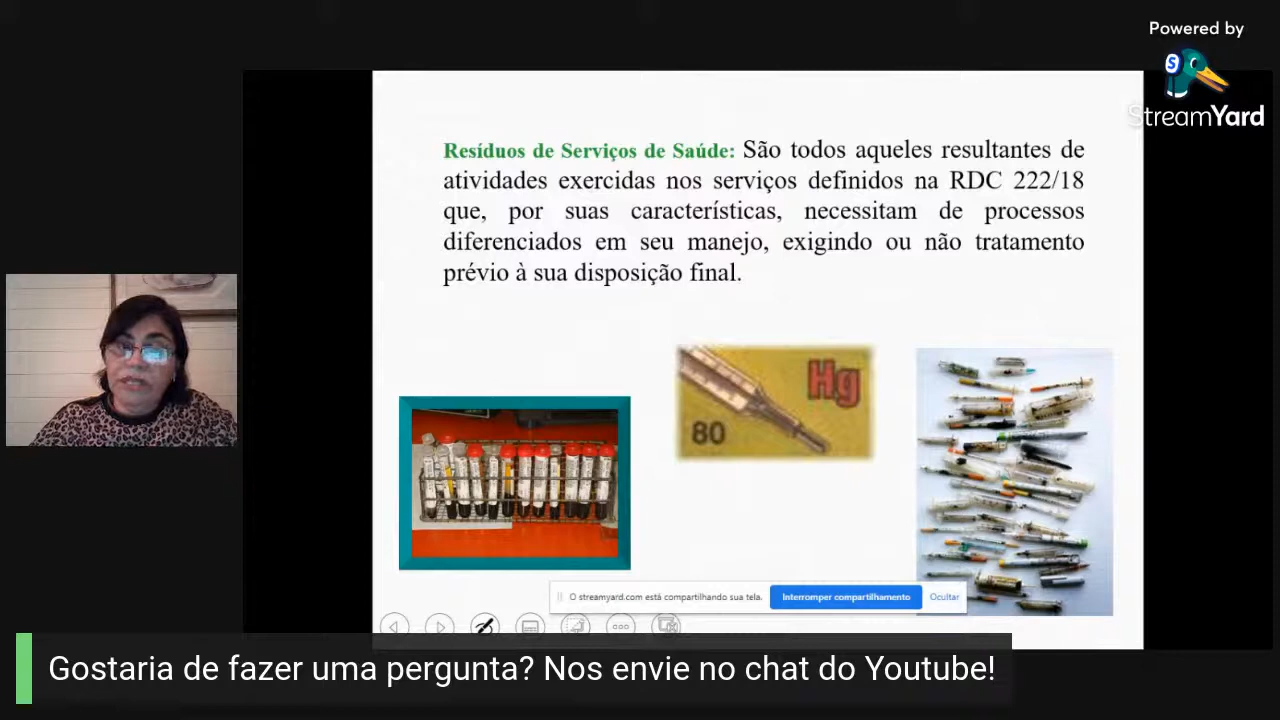 Powered by
StreamYard
Resíduos de Serviços de Saúde: São todos aqueles resultantes de
atividades exercidas nos serviços definidos na RDC 222/18
que, por suas características, necessitam de processos
diferenciados em seu manejo, exigindo ou não tratamento
prévio à sua disposição final.
Hg
80
O streamyard.com está compartilhando sua tela.
Interromper compartilhamento
Ocultar
Gostaria de fazer uma pergunta? Nos envie no chat do Youtube!